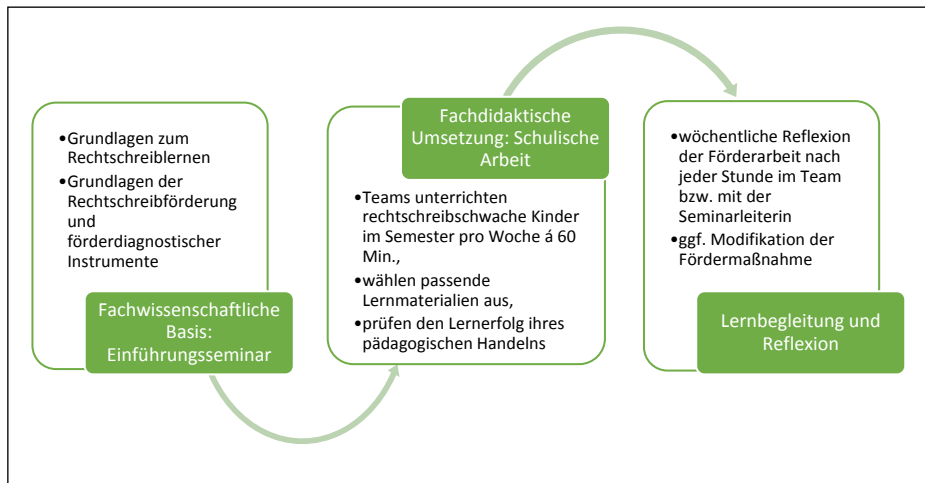 •Grundlagen zum
Rechtschreiblernen
•Grundlagen der
Rechtschreibförderung
und
förderdiagnostischer
Instrumente
Fachwissenschaftliche
Basis:
Einführungsseminar
Fachdidaktische
Umsetzung: Schulische
Arbeit
•Teams unterrichten
rechtschreibschwache Kinder
im Semester pro Woche á 60
Min.,
•wählen passende
Lernmaterialien aus,
•prüfen den Lernerfolg ihres
pädagogischen Handelns
•wöchentliche Reflexion
der Förderarbeit nach
jeder Stunde im Team
bzw. mit der
Seminarleiterin
•ggf. Modifikation der
Fördermaßnahme
Lernbegleitung und
Reflexion